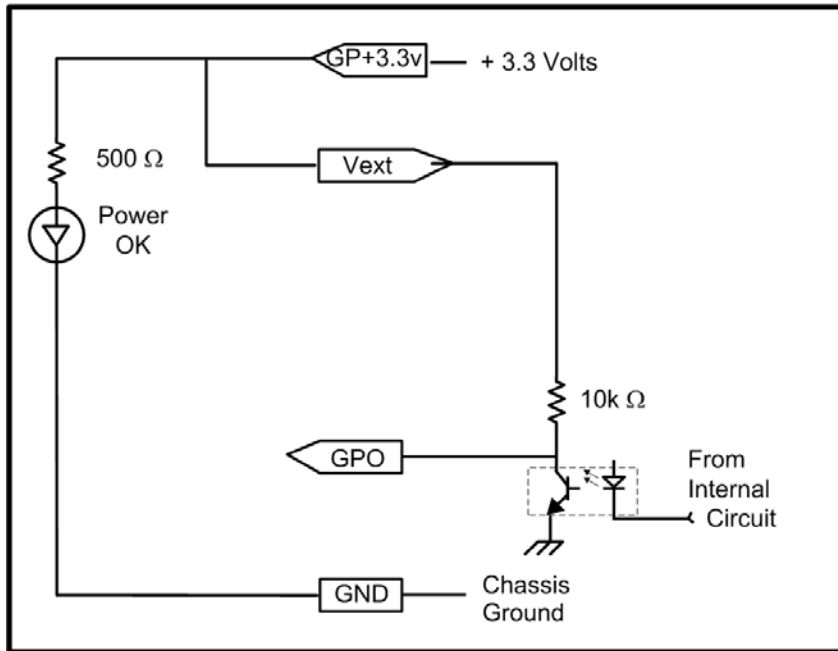 GP+3.3v
+ 3.3 Volts
500 Ω
Vext
Power
OK
10k Ω
GPO
From
Internal
Circuit
GND
Chassis
Ground